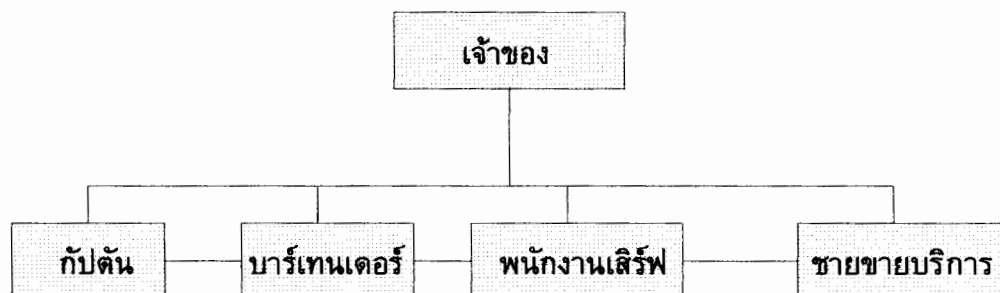 เจ้าของ
กัปตัน
บาร์เทนเดอร์
พนักงานเสิร์ฟ
ชายขายบริการ